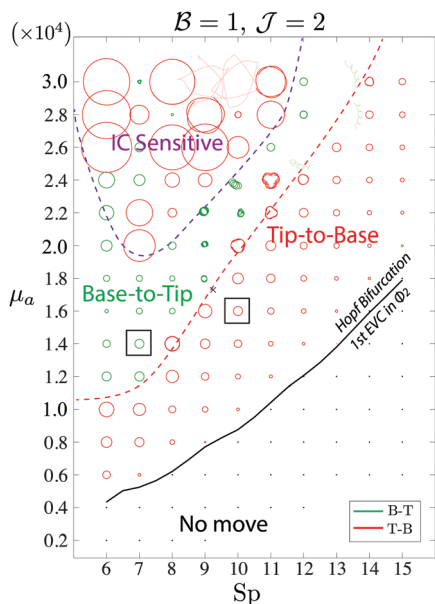 ℬ = 1, 𝒥 = 2
(×10⁴)
3.0
2.8
IC Sensitive
2.6
2.4
2.2
Tip-to-Base
2.0
1.8
Base-to-Tip
μₐ
1.6
Hopf Bifurcation
1st EVC in Φ₂
1.4
1.2
1.0
0.8
0.6
0.4
No move
B-T
T-B
0.2
6 7 8 9 10 11 12 13 14 15
Sp